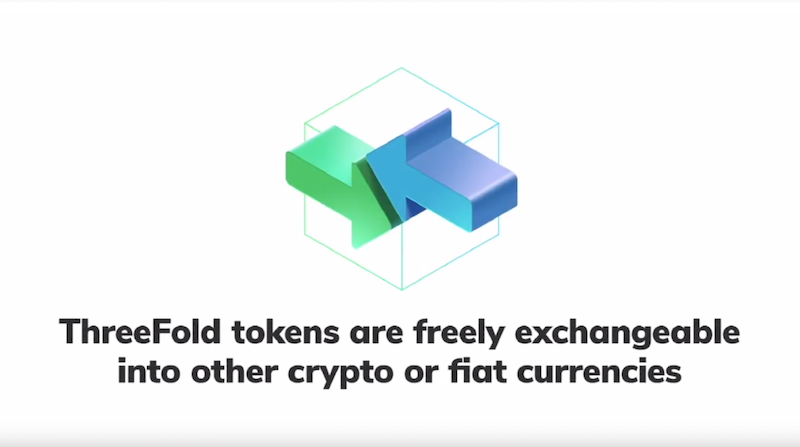 ThreeFold tokens are freely exchangeable
into other crypto or fiat currencies